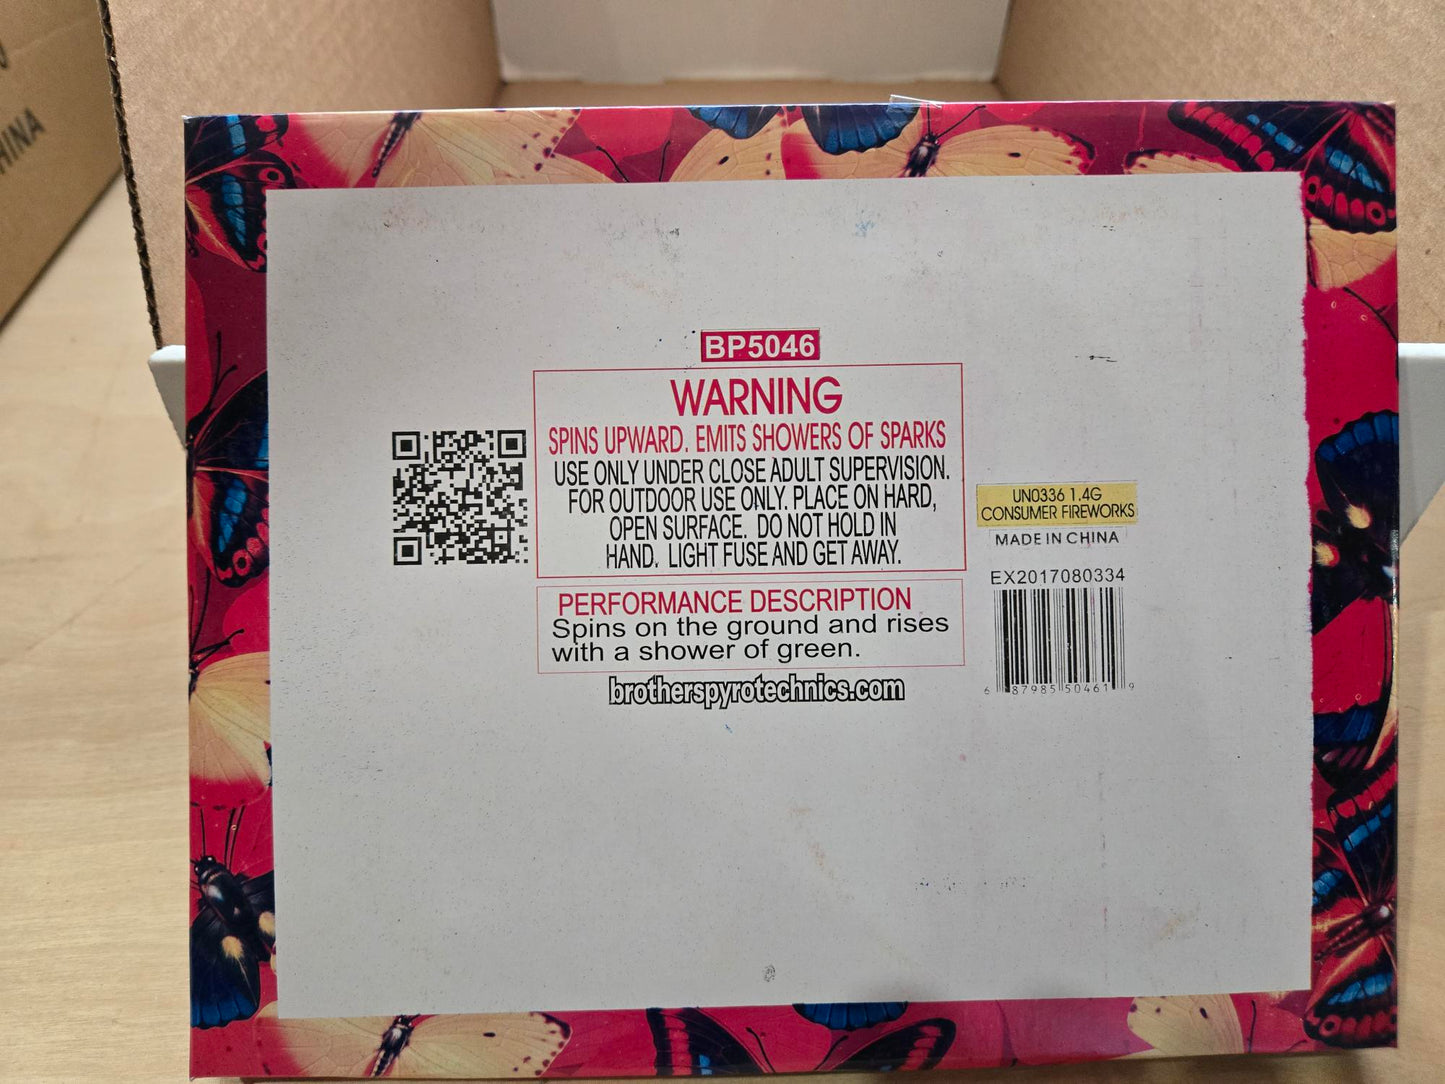 HINA
BP5046
WARNING
SPINS UPWARD. EMITS SHOWERS OF SPARKS
USE ONLY UNDER CLOSE ADULT SUPERVISION.
FOR OUTDOOR USE ONLY. PLACE ON HARD,
OPEN SURFACE. DO NOT HOLD IN
HAND. LIGHT FUSE AND GET AWAY.
PERFORMANCE DESCRIPTION
Spins on the ground and rises
with a shower of green.
brotherspyrotechnics.com
UN0336 1.4G
CONSUMER FIREWORKS
MADE IN CHINA
EX2017080334
6 87985 50461 9